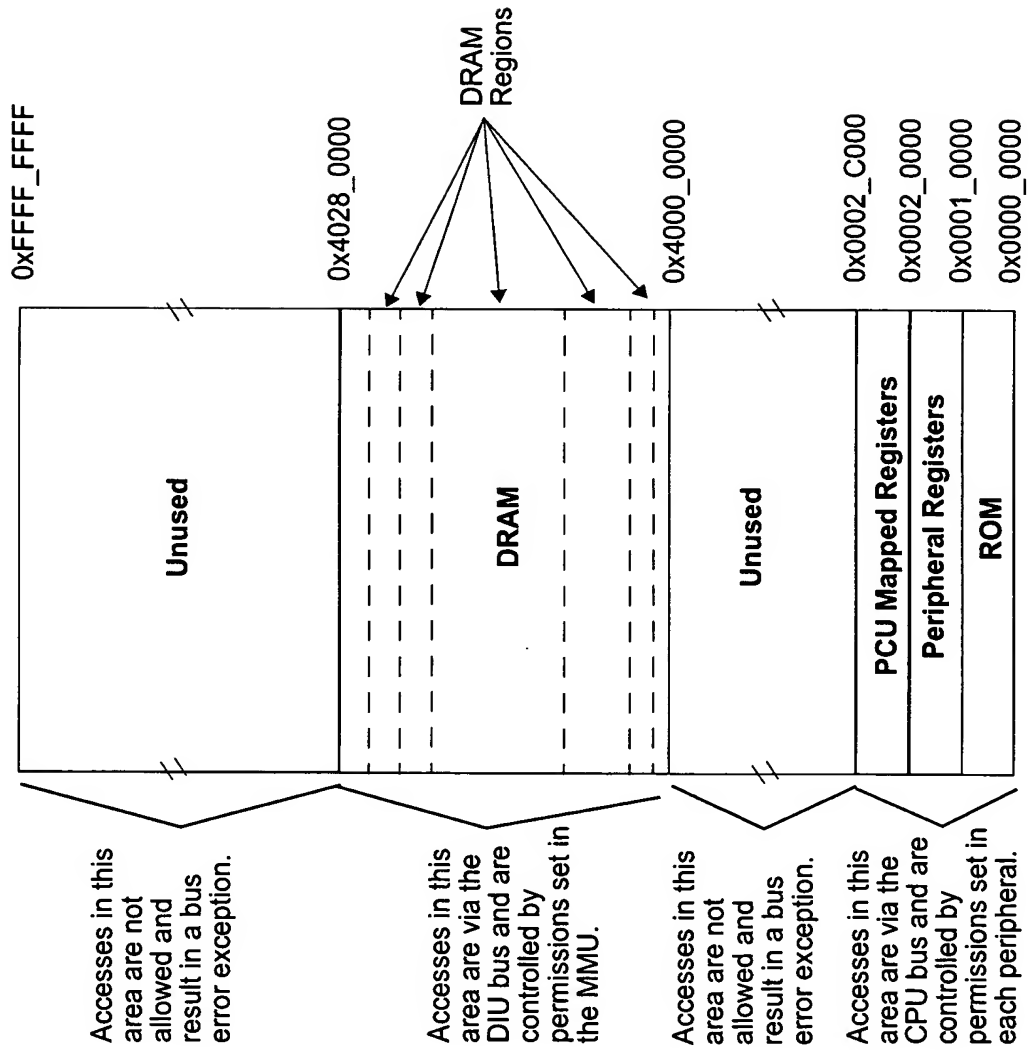 0xFFFF_FFFF
Unused
Accesses in this
area are not
allowed and
result in a bus
error exception.
0x4028_0000
DRAM
Regions
DRAM
Accesses in this
area are via the
DIU bus and are
controlled by
permissions set in
the MMU.
0x4000_0000
Unused
Accesses in this
area are not
allowed and
result in a bus
error exception.
0x0002_C000
PCU Mapped Registers
0x0002_0000
Peripheral Registers
0x0001_0000
ROM
0x0000_0000
Accesses in this
area are via the
CPU bus and are
controlled by
permissions set in
each peripheral.